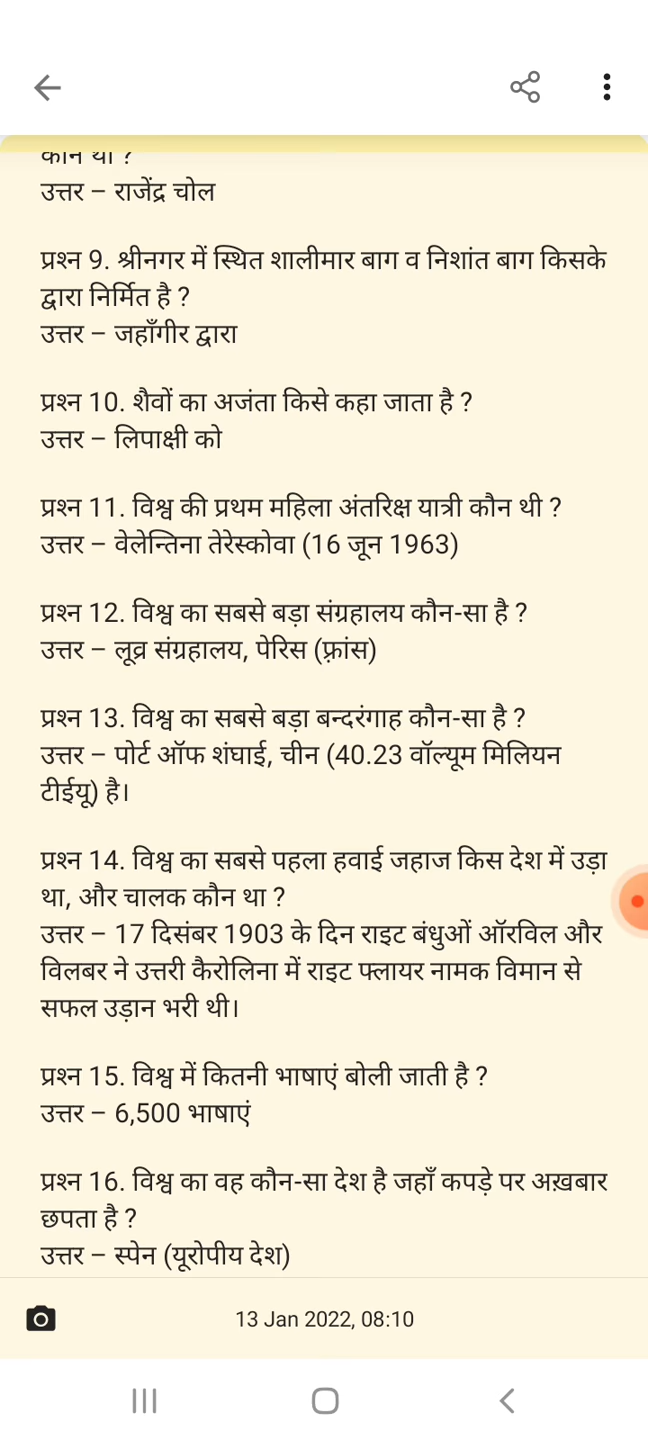 कौन था ?
उत्तर – राजेंद्र चोल
प्रश्न 9. श्रीनगर में स्थित शालीमार बाग व निशांत बाग किसके
द्वारा निर्मित है ?
उत्तर – जहाँगीर द्वारा
प्रश्न 10. शैवों का अजंता किसे कहा जाता है ?
उत्तर – लिपाक्षी को
प्रश्न 11. विश्व की प्रथम महिला अंतरिक्ष यात्री कौन थी ?
उत्तर – वेलेन्तिना तेरेस्कोवा (16 जून 1963)
प्रश्न 12. विश्व का सबसे बड़ा संग्रहालय कौन-सा है ?
उत्तर – लूव्र संग्रहालय, पेरिस (फ़्रांस)
प्रश्न 13. विश्व का सबसे बड़ा बन्दरंगाह कौन-सा है ?
उत्तर – पोर्ट ऑफ शंघाई, चीन (40.23 वॉल्यूम मिलियन
टीईयू) है।
प्रश्न 14. विश्व का सबसे पहला हवाई जहाज किस देश में उड़ा
था, और चालक कौन था ?
उत्तर – 17 दिसंबर 1903 के दिन राइट बंधुओं ऑरविल और
विलबर ने उत्तरी कैरोलिना में राइट फ्लायर नामक विमान से
सफल उड़ान भरी थी।
प्रश्न 15. विश्व में कितनी भाषाएं बोली जाती है ?
उत्तर – 6,500 भाषाएं
प्रश्न 16. विश्व का वह कौन-सा देश है जहाँ कपड़े पर अख़बार
छपता है ?
उत्तर – स्पेन (यूरोपीय देश)
13 Jan 2022, 08:10